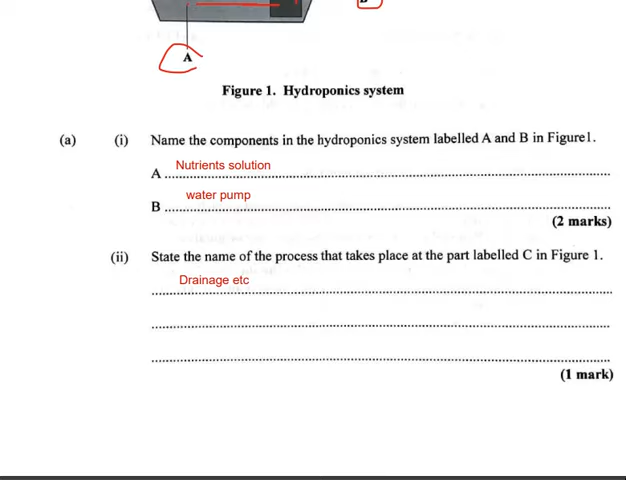 A
Figure 1. Hydroponics system
(a) (i) Name the components in the hydroponics system labelled A and B in Figure1.
Nutrients solution
A
water pump
B
(2 marks)
(ii) State the name of the process that takes place at the part labelled C in Figure 1.
Drainage etc
(1 mark)